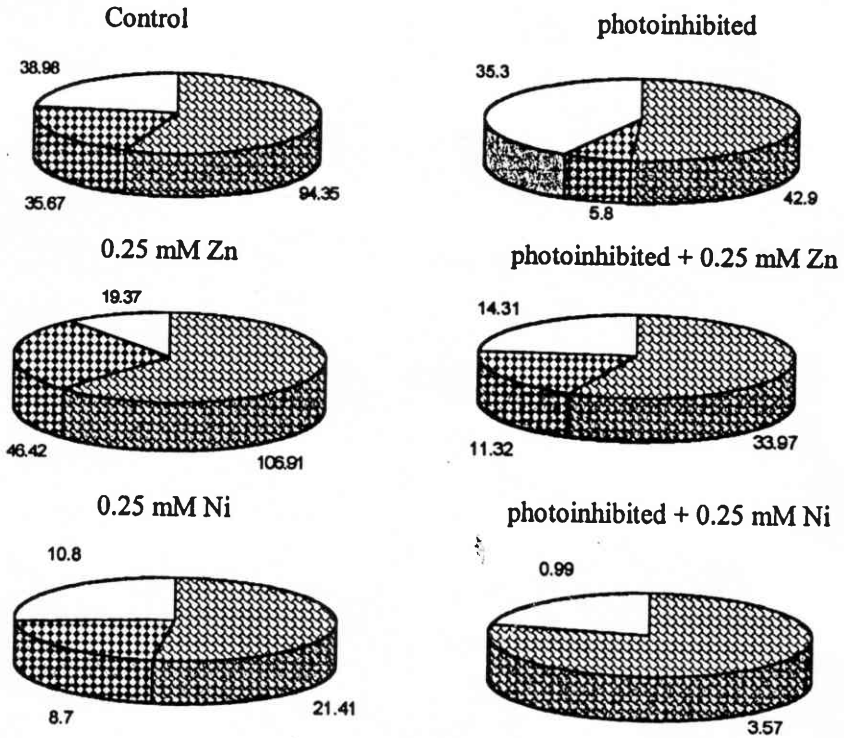 Control
photoinhibited
38.98
35.3
35.67
94.35
5.8
42.9
0.25 mM Zn
photoinhibited + 0.25 mM Zn
19.37
14.31
46.42
106.91
11.32
33.97
0.25 mM Ni
photoinhibited + 0.25 mM Ni
10.8
0.99
8.7
21.41
3.57